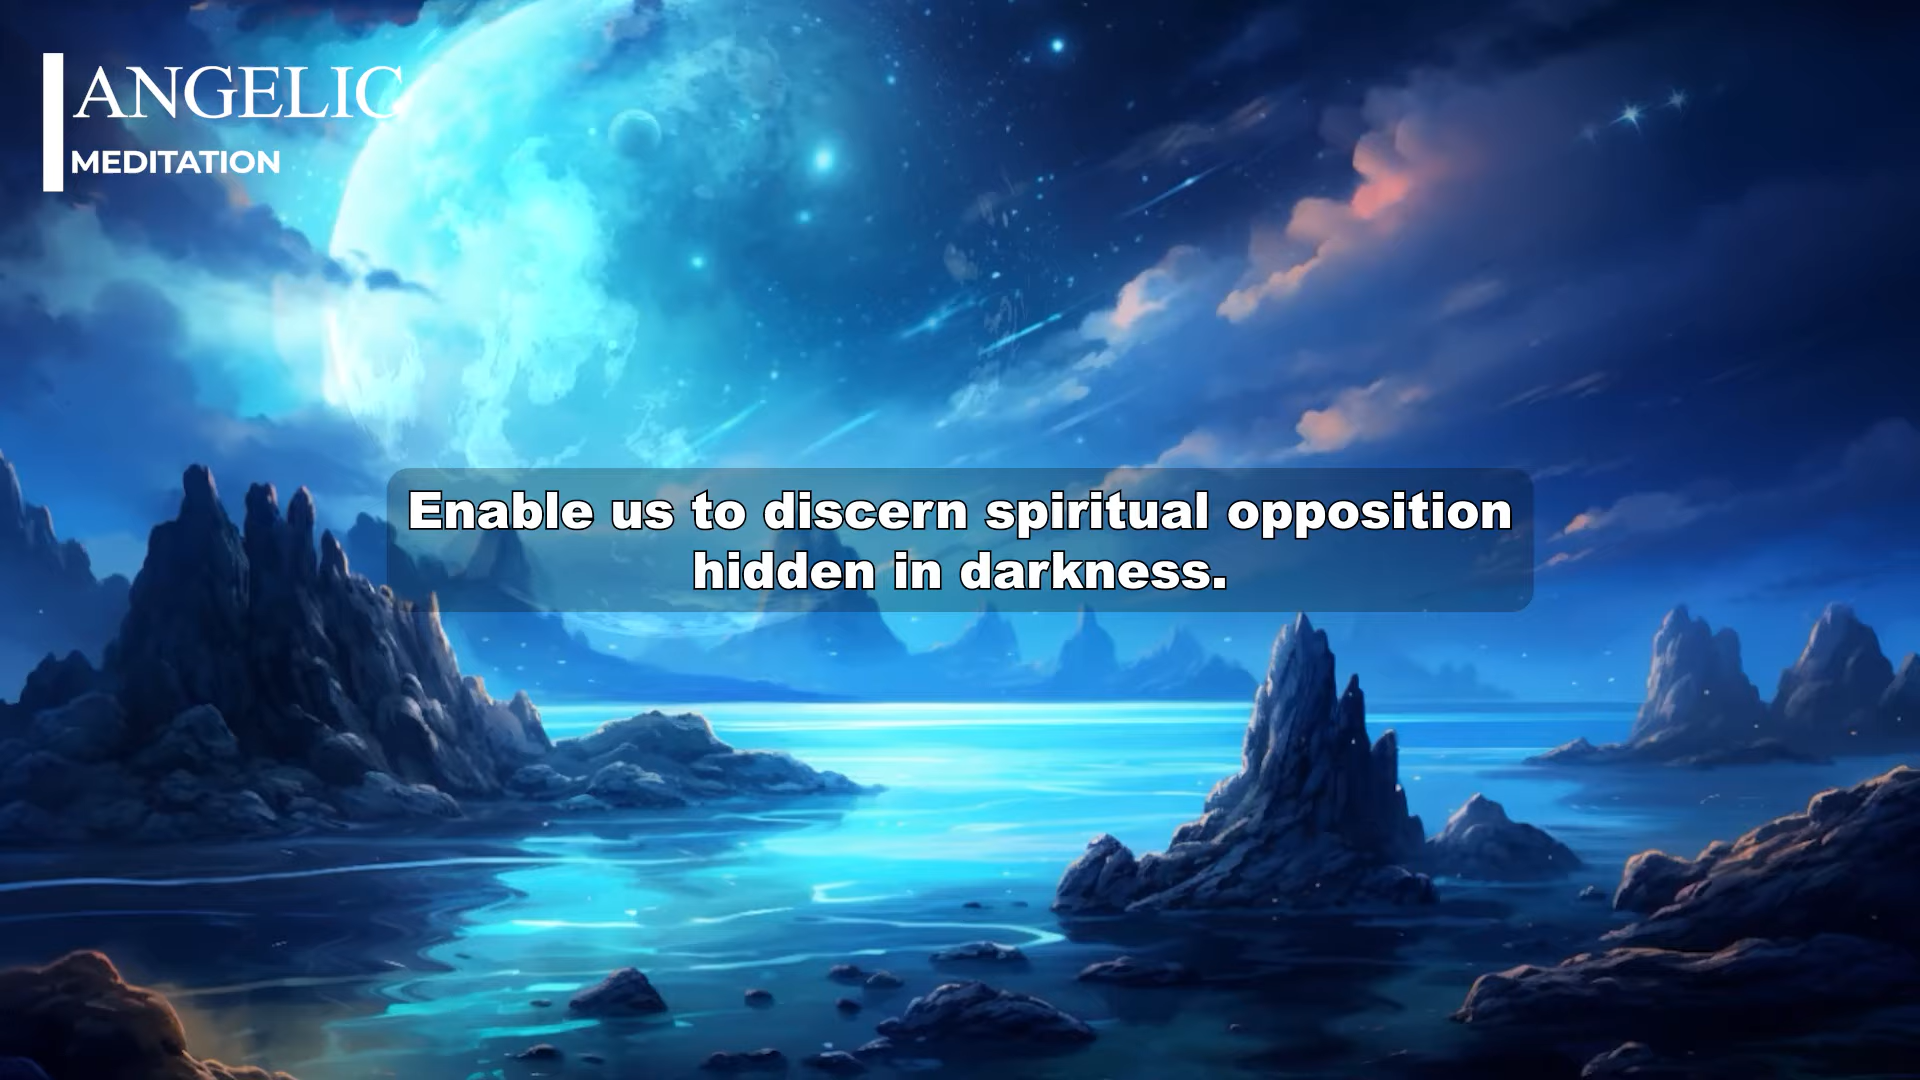 ANGELIC
MEDITATION
Enable us to discern spiritual opposition
hidden in darkness.